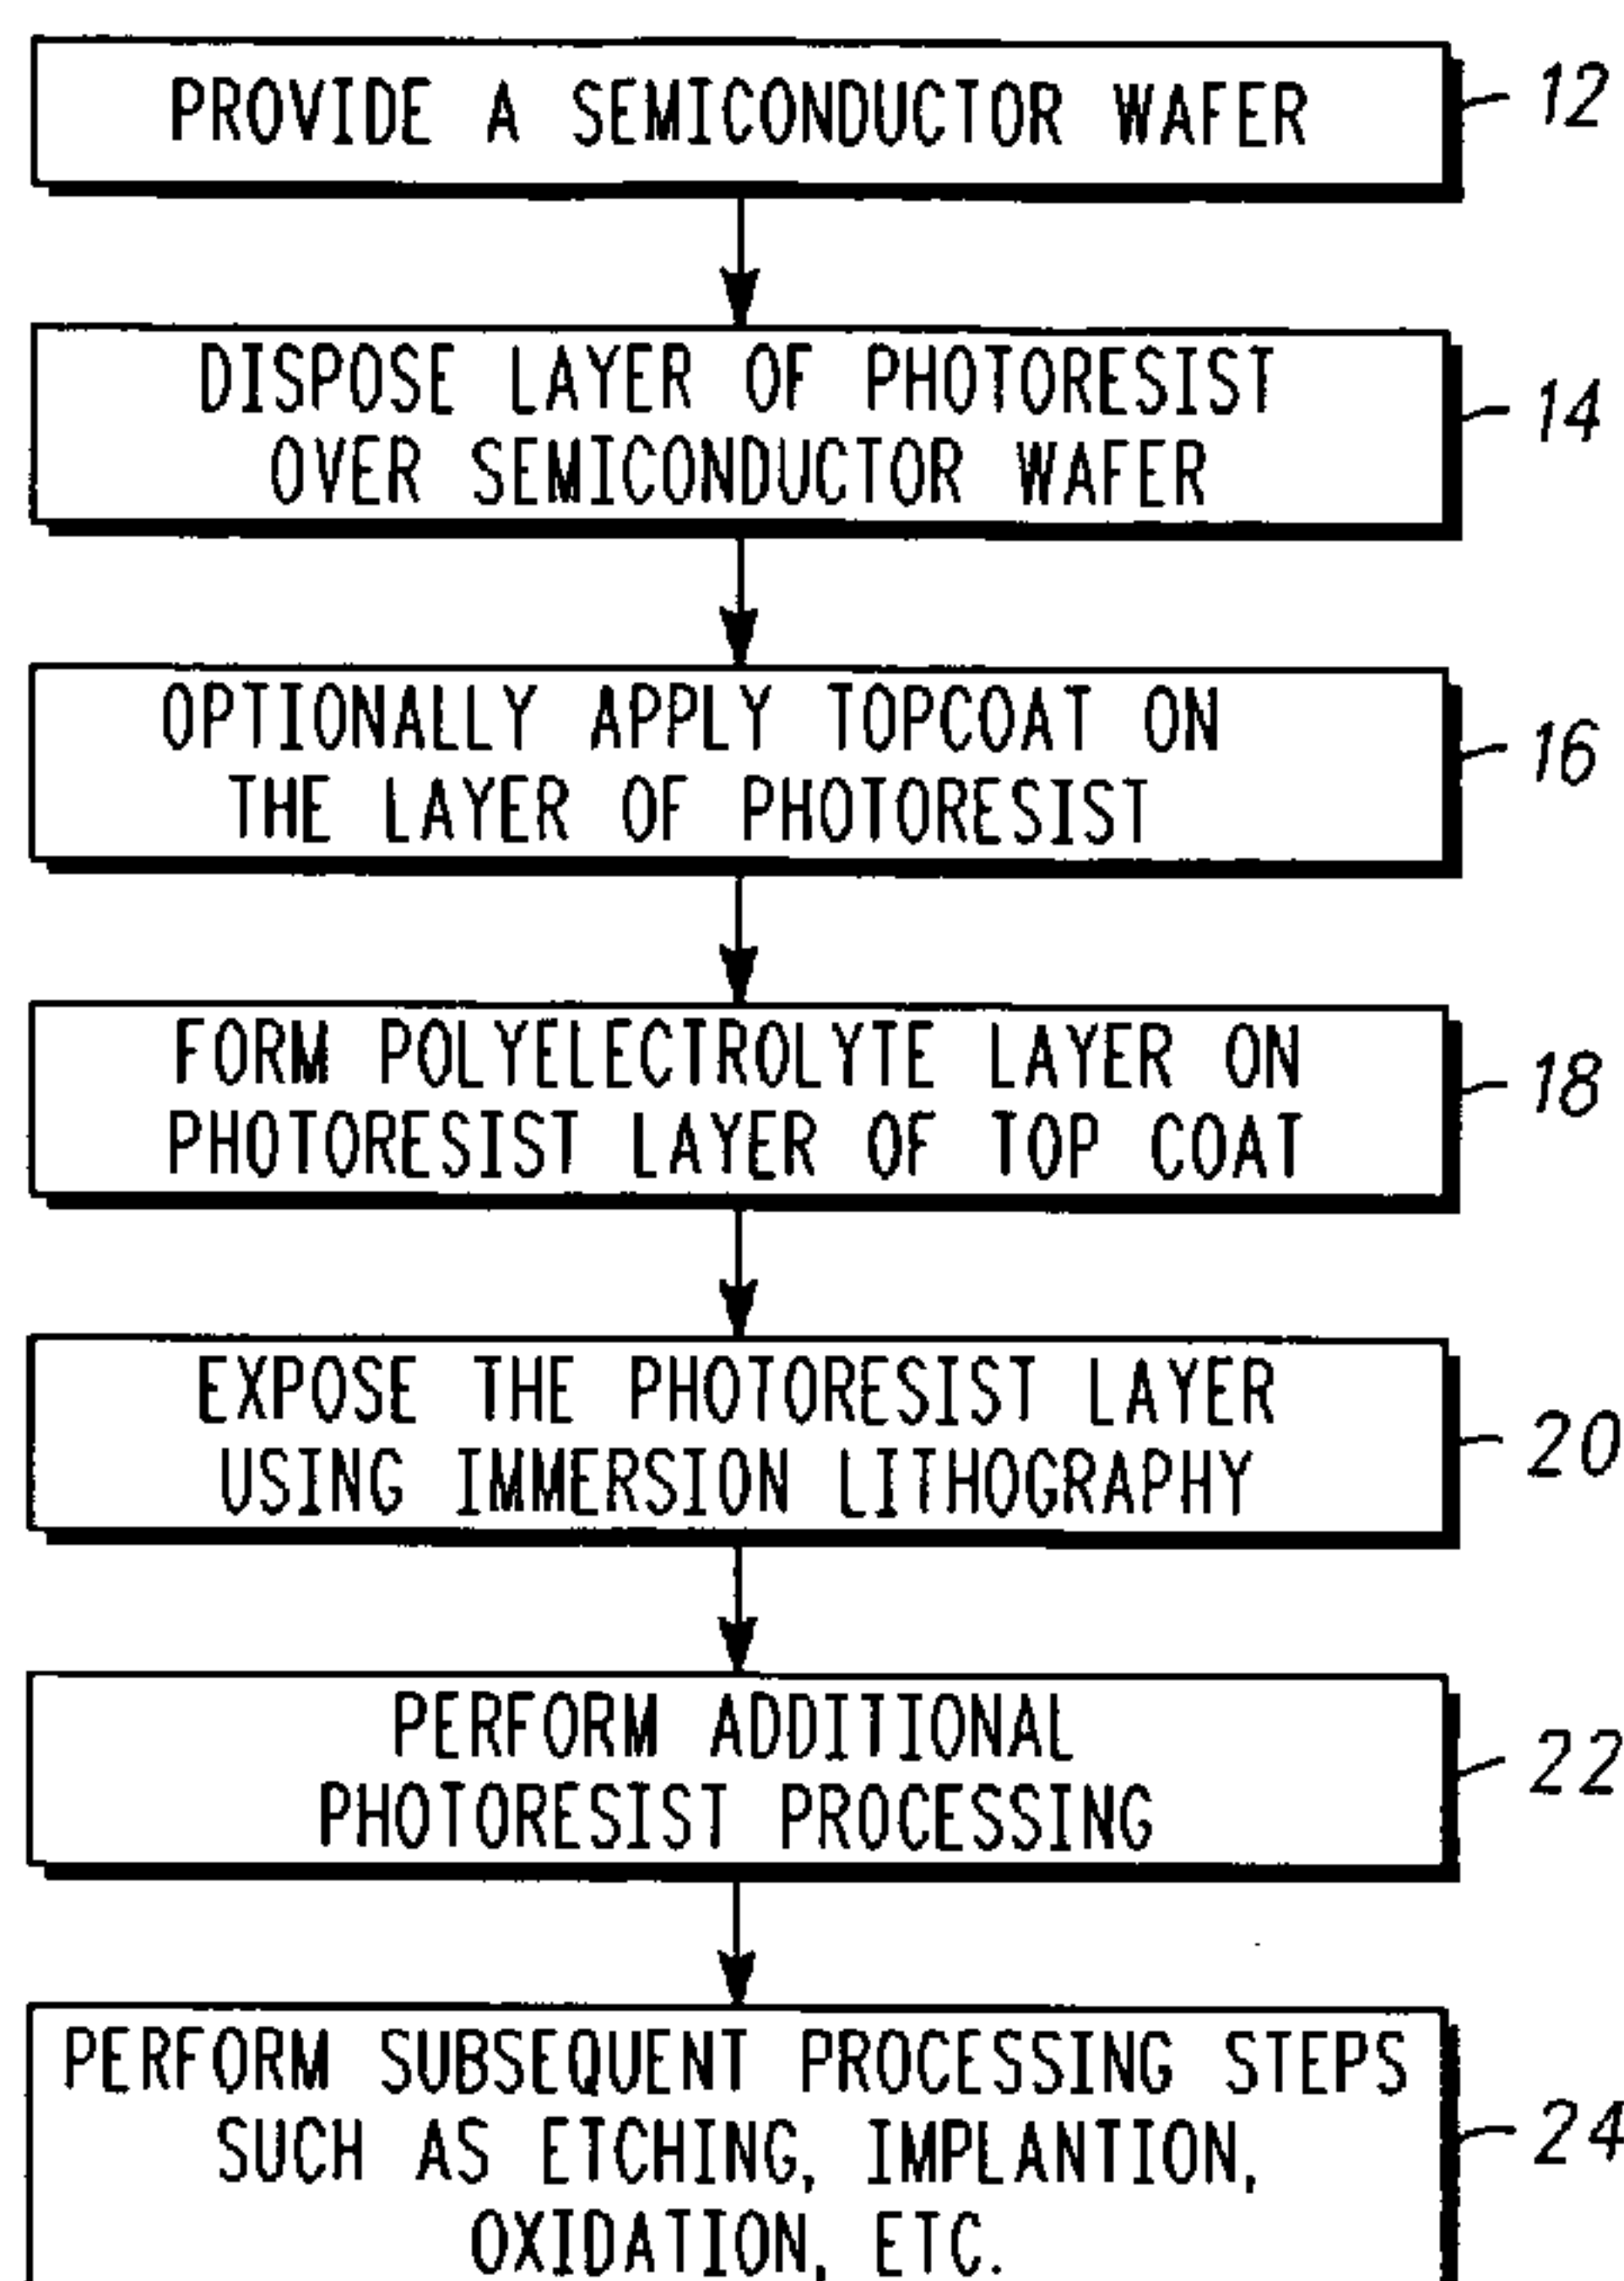 PROVIDE A SEMICONDUCTOR WAFER 12
DISPOSE LAYER OF PHOTORESIST
OVER SEMICONDUCTOR WAFER
14
OPTIONALLY APPLY TOPCOAT ON
THE LAYER OF PHOTORESIST
16
FORM POLYELECTROLYTE LAYER ON
PHOTORESIST LAYER OF TOP COAT
18
EXPOSE THE PHOTORESIST LAYER
USING IMMERSION LITHOGRAPHY
20
PERFORM ADDITIONAL
PHOTORESIST PROCESSING
22
PERFORM SUBSEQUENT PROCESSING STEPS
SUCH AS ETCHING, IMPLANTION,
OXIDATION, ETC.
24